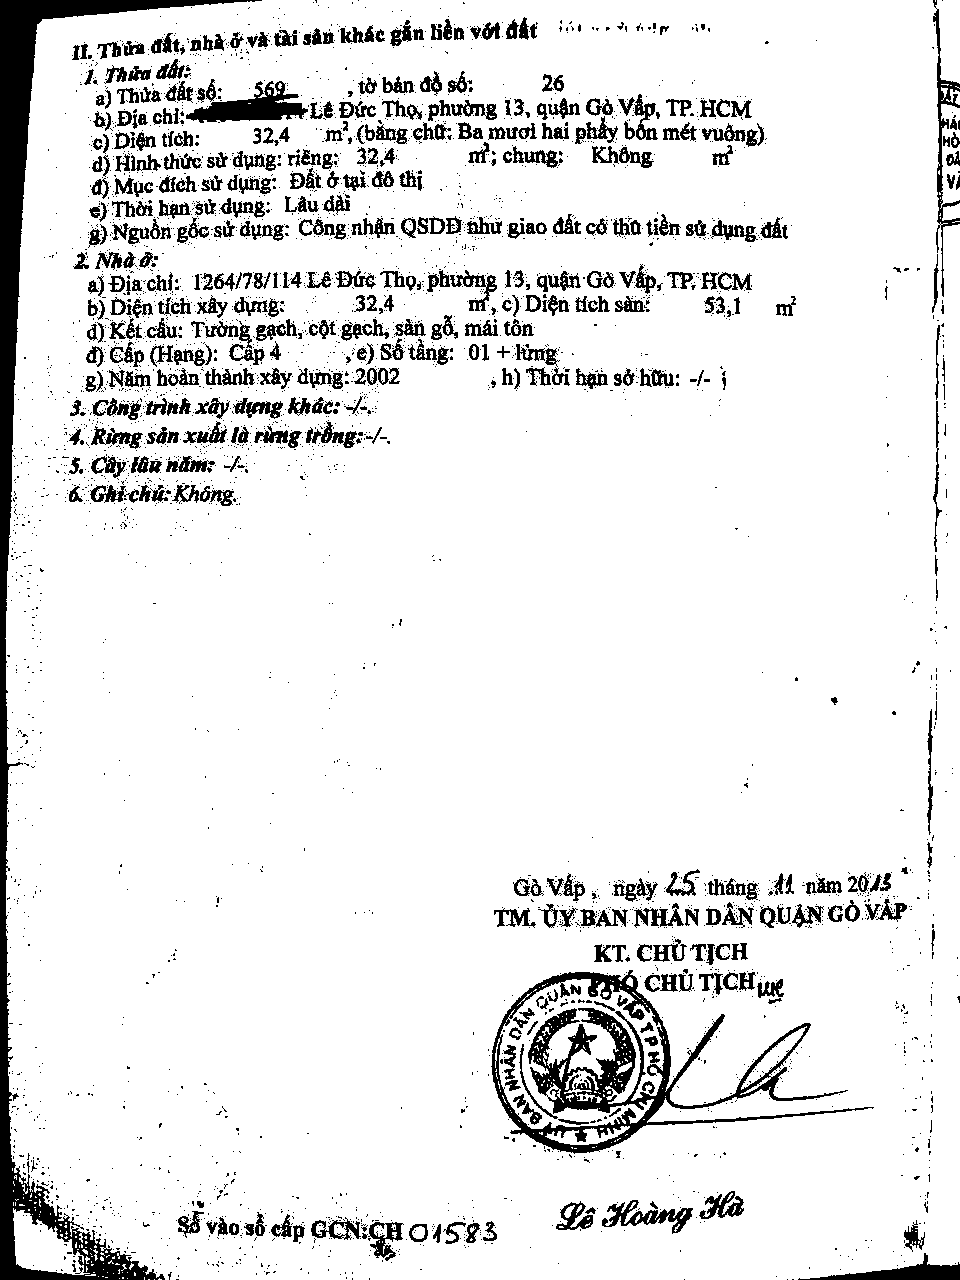 II. Thửa đất, nhà ở và tài sản khác gắn liền với đất
1. Thửa đất:
a) Thửa đất số: 569 , tờ bản đồ số: 26
b) Địa chỉ: Lê Đức Thọ, phường 13, quận Gò Vấp, TP. HCM
c) Diện tích: 32,4 m², (bằng chữ: Ba mươi hai phẩy bốn mét vuông)
d) Hình thức sử dụng: riêng: 32,4 m²; chung: Không m²
đ) Mục đích sử dụng: Đất ở tại đô thị
e) Thời hạn sử dụng: Lâu dài
g) Nguồn gốc sử dụng: Công nhận QSDĐ như giao đất có thu tiền sử dụng đất
2. Nhà ở:
a) Địa chỉ: 1264/78/114 Lê Đức Thọ, phường 13, quận Gò Vấp, TP. HCM
b) Diện tích xây dựng: 32,4 m², c) Diện tích sàn: 53,1 m²
d) Kết cấu: Tường gạch, cột gạch, sàn gỗ, mái tôn
đ) Cấp (Hạng): Cấp 4 , e) Số tầng: 01 + lửng
g) Năm hoàn thành xây dựng: 2002 , h) Thời hạn sở hữu: -/-
3. Công trình xây dựng khác: -/-.
4. Rừng sản xuất là rừng trồng: -/-.
5. Cây lâu năm: -/-.
6. Ghi chú: Không.
Gò Vấp , ngày 25 tháng 11 năm 2013
TM. ỦY BAN NHÂN DÂN QUẬN GÒ VẤP
KT. CHỦ TỊCH
PHÓ CHỦ TỊCH
ỦY BAN NHÂN DÂN QUẬN GÒ VẤP TP HỒ CHÍ MINH
Lê Hoàng Hà
Số vào sổ cấp GCN:CH 01583